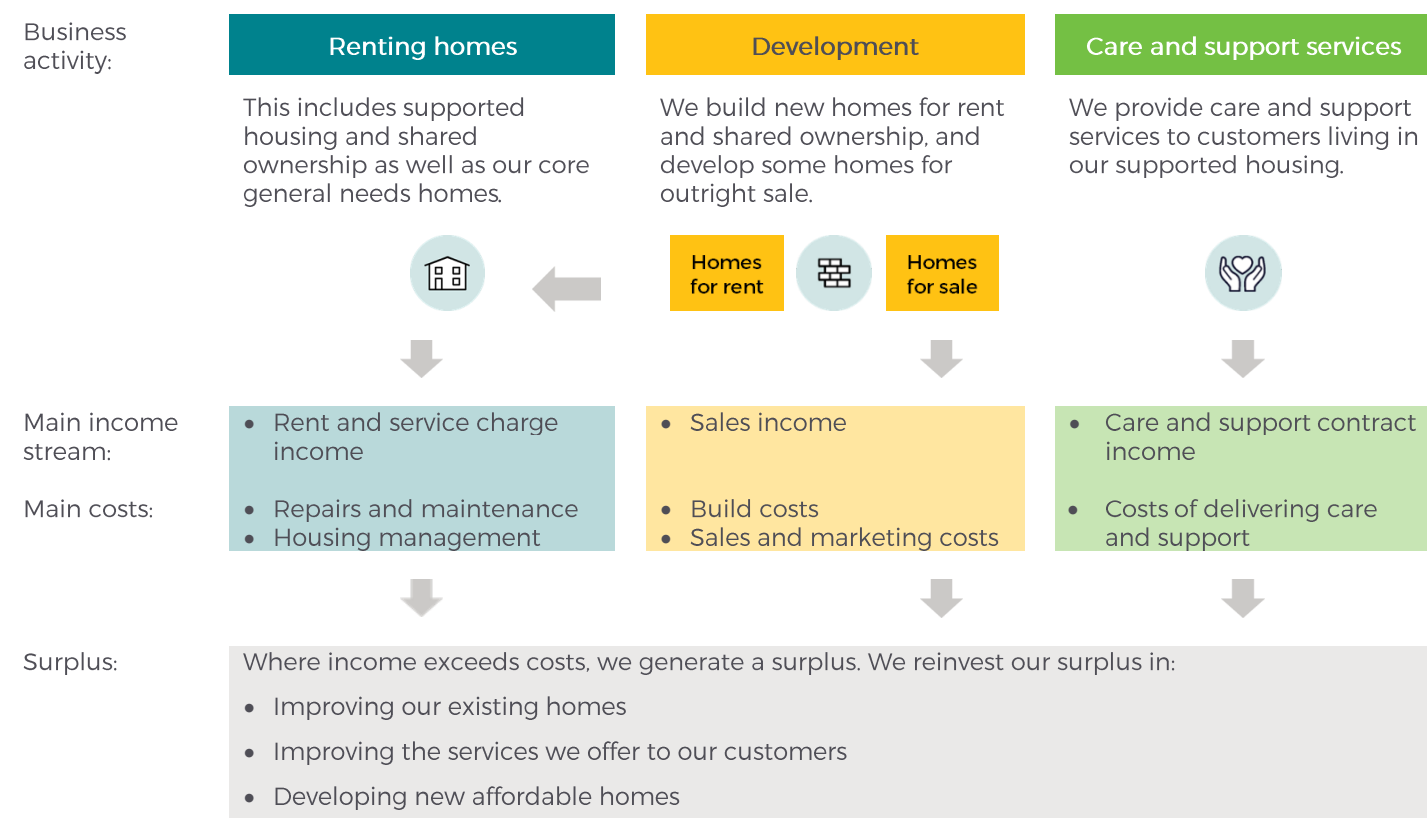 Business
activity:
Renting homes
Development
Care and support services
This includes supported
housing and shared
ownership as well as our core
general needs homes.
We build new homes for rent
and shared ownership, and
develop some homes for
outright sale.
We provide care and support
services to customers living in
our supported housing.
Homes
for rent
Homes
for sale
Main income
stream:
• Rent and service charge
income
• Sales income
• Care and support contract
income
Main costs:
• Repairs and maintenance
• Housing management
• Build costs
• Sales and marketing costs
• Costs of delivering care
and support
Surplus:
Where income exceeds costs, we generate a surplus. We reinvest our surplus in:
• Improving our existing homes
• Improving the services we offer to our customers
• Developing new affordable homes